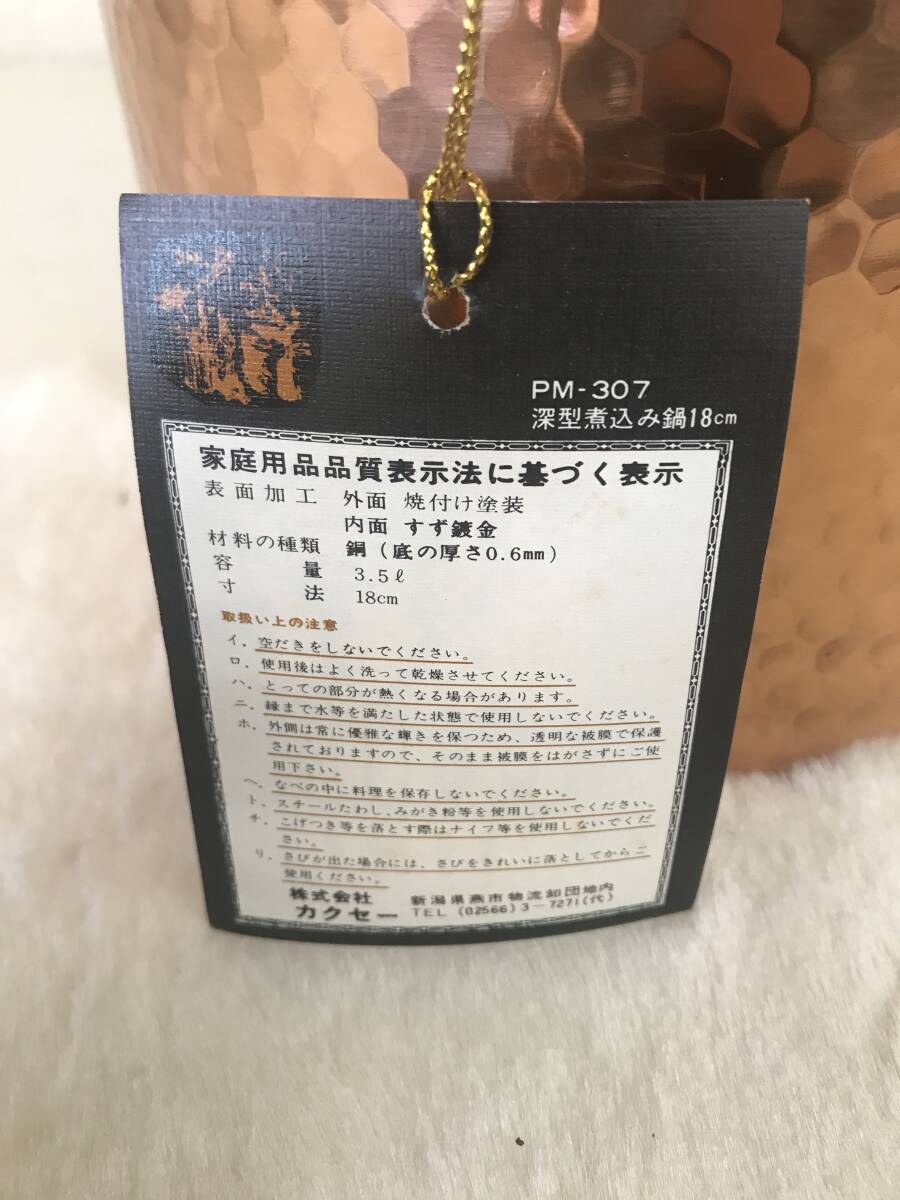 PM-307
深型煮込み鍋18cm
家庭用品品質表示法に基づく表示
表面加工 外面 焼付け塗装
内面 すず鍍金
材料の種類 銅(底の厚さ0.6mm)
容量 3.5ℓ
寸法 18cm
取扱い上の注意
イ. 空だきをしないでください。
ロ. 使用後はよく洗って乾燥させてください。
ハ. とっての部分が熱くなる場合があります。
ニ. 縁まで水等を満たした状態で使用しないでください。
ホ. 外側は常に優雅な輝きを保つため、透明な被膜で保護
されておりますので、そのまま被膜をはがさずにご使
用下さい。
ヘ. なべの中に料理を保存しないでください。
ト. スチールたわし、みがき粉等を使用しないでください。
チ. こげつき等を落とす際はナイフ等を使用しないでくだ
さい。
リ. さびが出た場合には、さびをきれいに落としてからご
使用ください。
株式会社 カクセー
新潟県燕市物流卸団地内
TEL (02566) 3-7271(代)